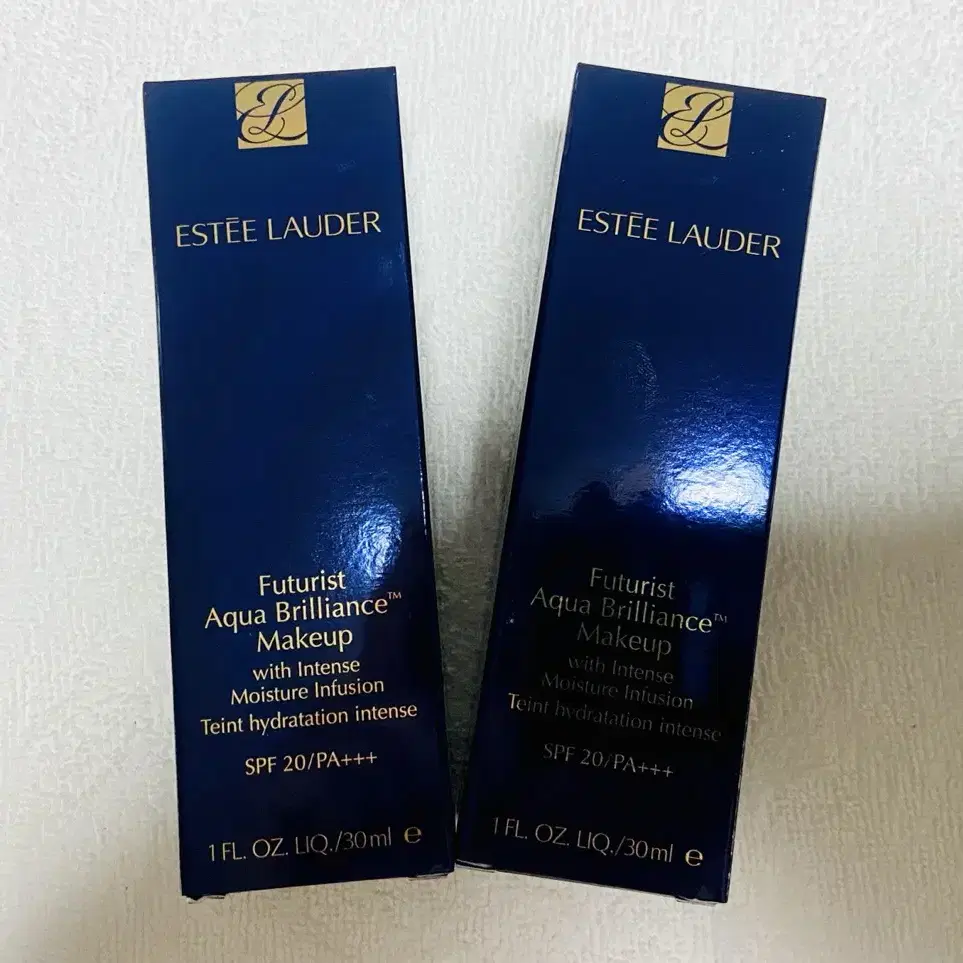 EL
ESTĒE LAUDER
Futurist
Aqua Brilliance™
Makeup
with Intense
Moisture Infusion
Teint hydratation intense
SPF 20/PA+++
1 FL. OZ. LIQ./30ml ℮
EL
ESTĒE LAUDER
Futurist
Aqua Brilliance™
Makeup
with Intense
Moisture Infusion
Teint hydratation intense
SPF 20/PA+++
1 FL. OZ. LIQ./30ml ℮